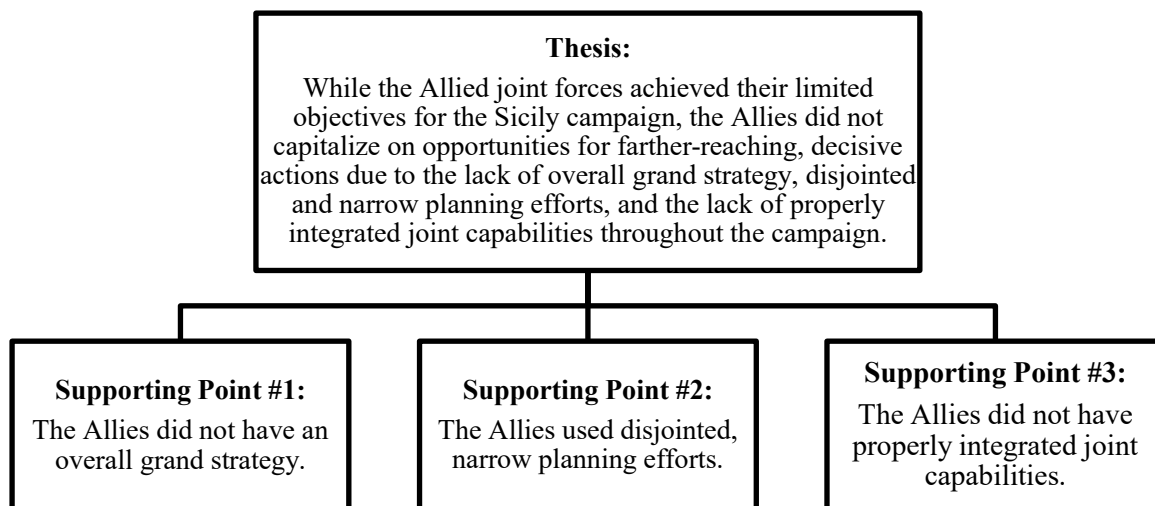 Thesis:
While the Allied joint forces achieved their limited
objectives for the Sicily campaign, the Allies did not
capitalize on opportunities for farther-reaching, decisive
actions due to the lack of overall grand strategy, disjointed
and narrow planning efforts, and the lack of properly
integrated joint capabilities throughout the campaign.
Supporting Point #1:
The Allies did not have an
overall grand strategy.
Supporting Point #2:
The Allies used disjointed,
narrow planning efforts.
Supporting Point #3:
The Allies did not have
properly integrated joint
capabilities.